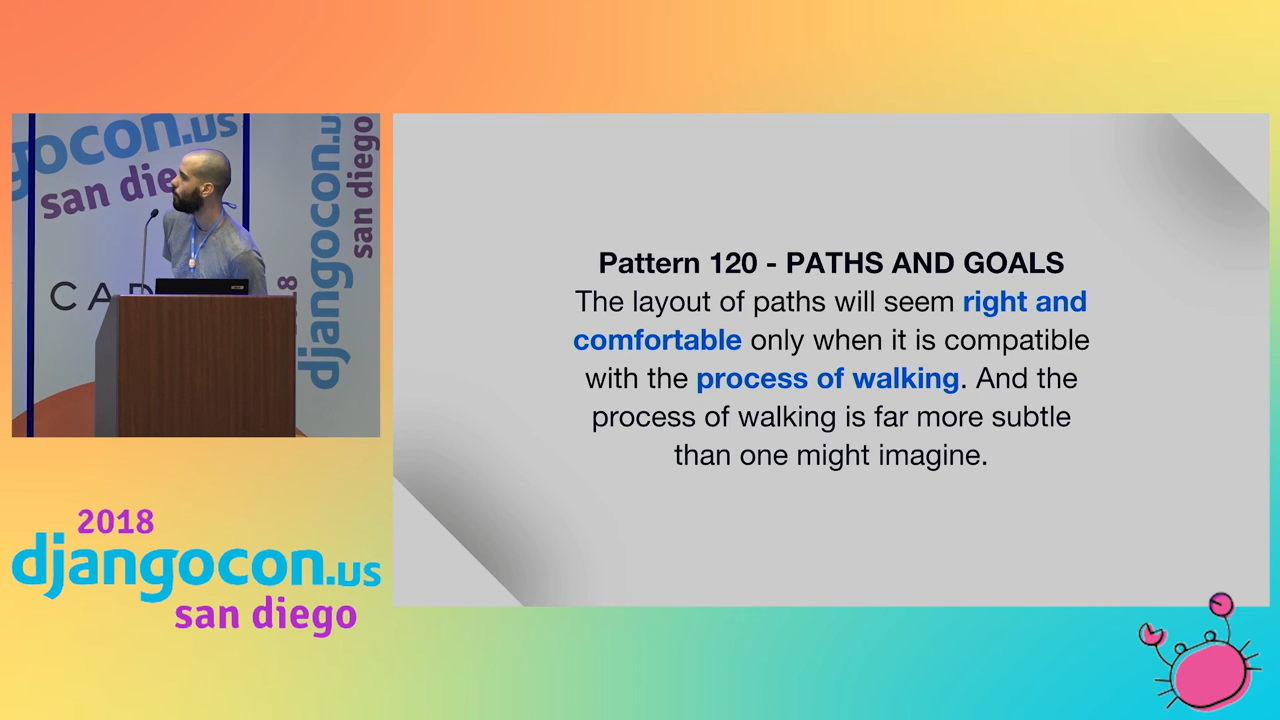 gocon.us
san die
djangocon.u
san diego
18
CAD
Pattern 120 - PATHS AND GOALS
The layout of paths will seem right and
comfortable only when it is compatible
with the process of walking. And the
process of walking is far more subtle
than one might imagine.
2018
djangocon.us
san diego